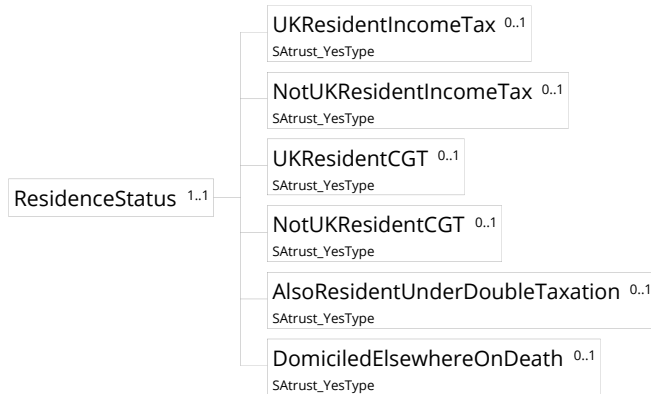 UKResidentIncomeTax 0..1
SAtrust_YesType
NotUKResidentIncomeTax 0..1
SAtrust_YesType
UKResidentCGT 0..1
SAtrust_YesType
ResidenceStatus 1..1
NotUKResidentCGT 0..1
SAtrust_YesType
AlsoResidentUnderDoubleTaxation 0..1
SAtrust_YesType
DomiciledElsewhereOnDeath 0..1
SAtrust_YesType